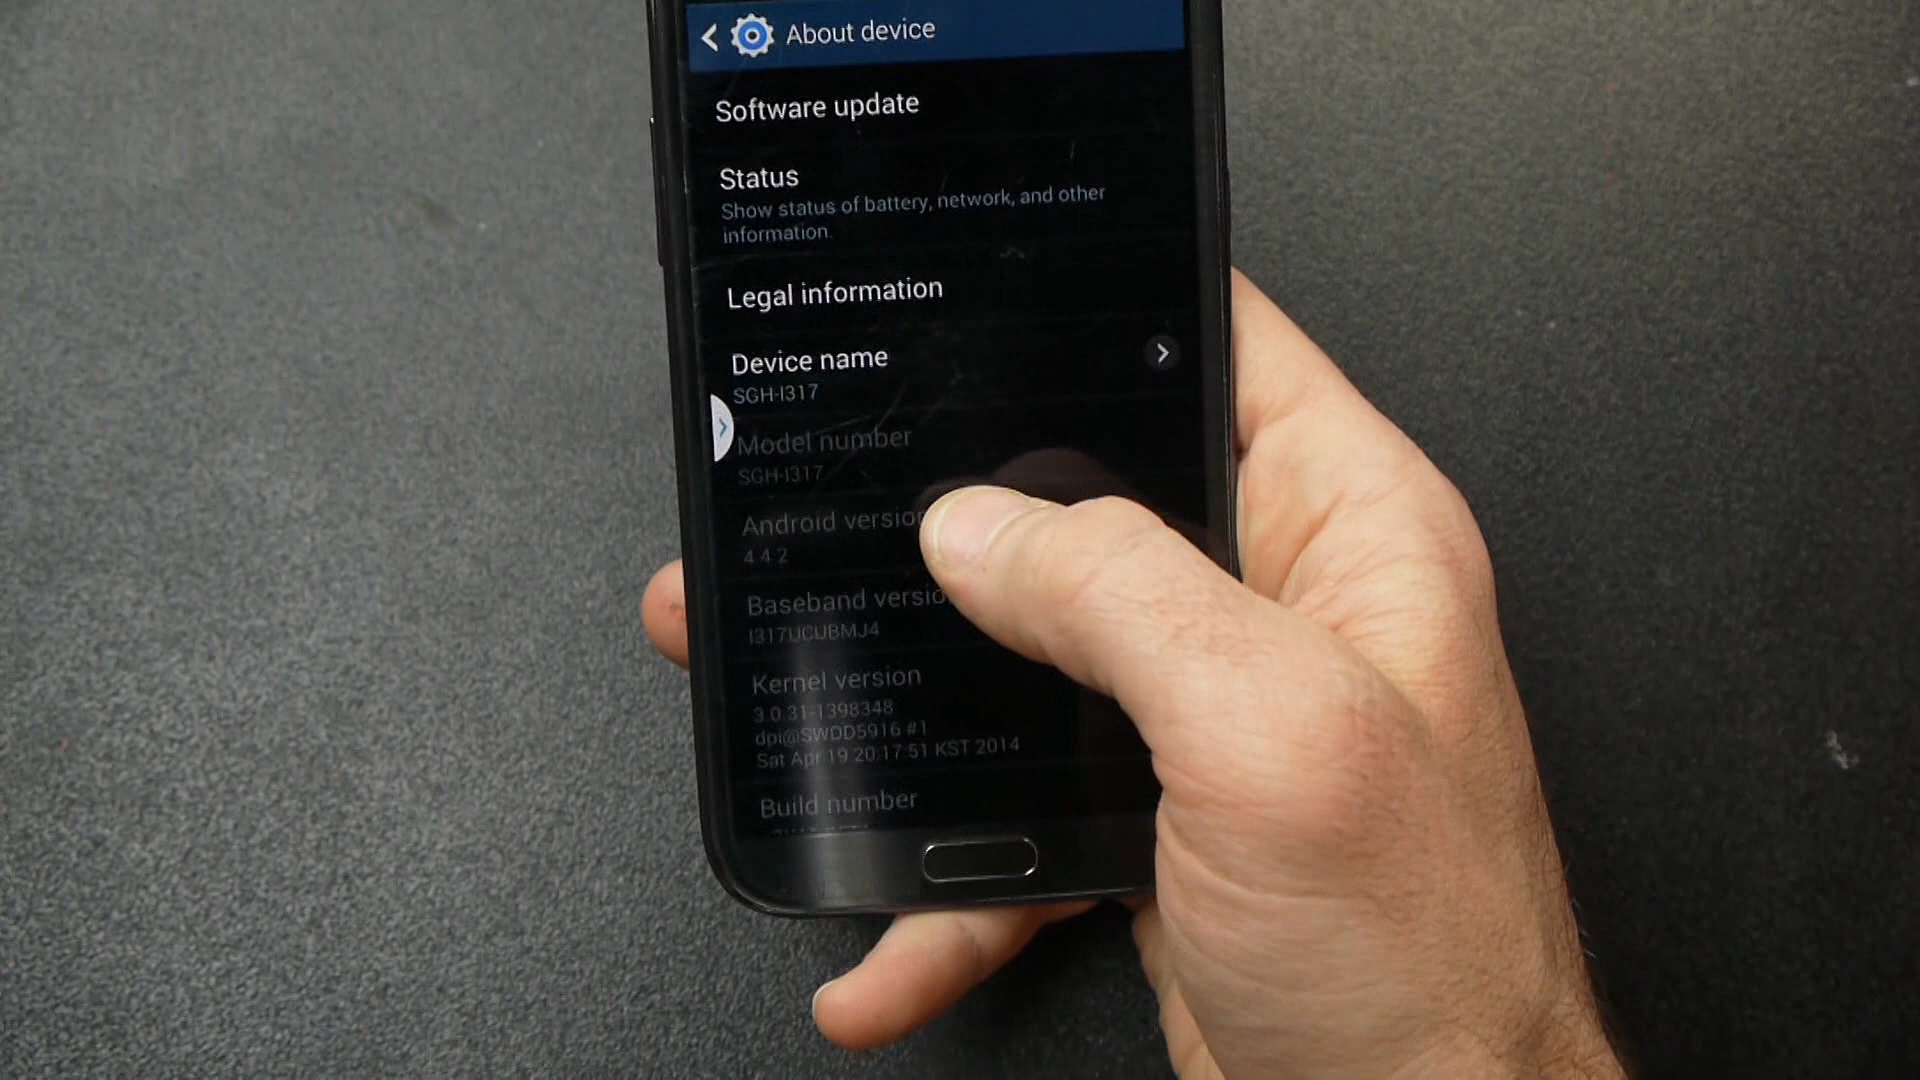 About device
Software update
Status
Show status of battery, network, and other
information.
Legal information
Device name
SGH-I317
Model number
SGH-I317
Android version
4.4.2
Baseband versio
I317UCUBMJ4
Kernel version
3.0.31-1398348
dpi@SWDD5916 #1
Sat Apr 19 20:17:51 KST 2014
Build number